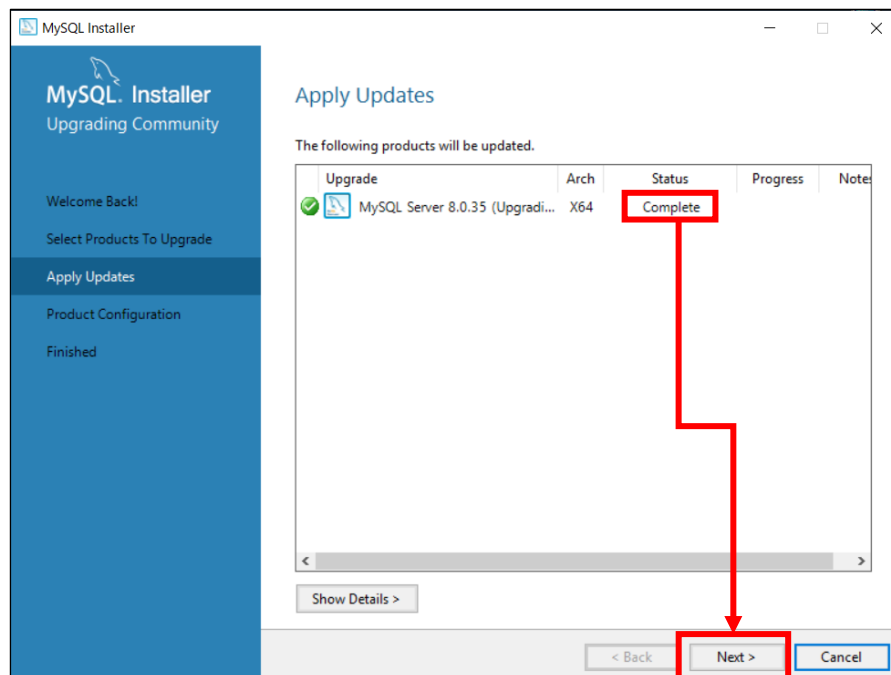 MySQL Installer
MySQL. Installer
Upgrading Community
Welcome Back!
Select Products To Upgrade
Apply Updates
Product Configuration
Finished
Apply Updates
The following products will be updated.
Upgrade Arch Status Progress Notes
MySQL Server 8.0.35 (Upgradi... X64 Complete
Show Details >
< Back Next > Cancel